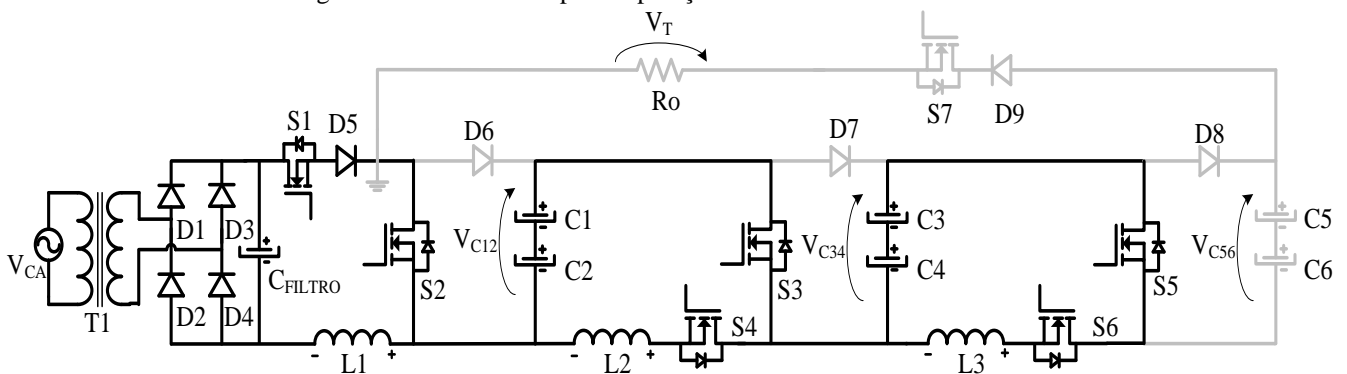 V_T
Ro
S7
D9
S1
D5
D6
D7
D8
V_CA
T1
D1
D3
D2
D4
C_FILTRO
S2
V_C12
C1
C2
S3
V_C34
C3
C4
S5
V_C56
C5
C6
- L1 +
- L2 +
S4
- L3 +
S6